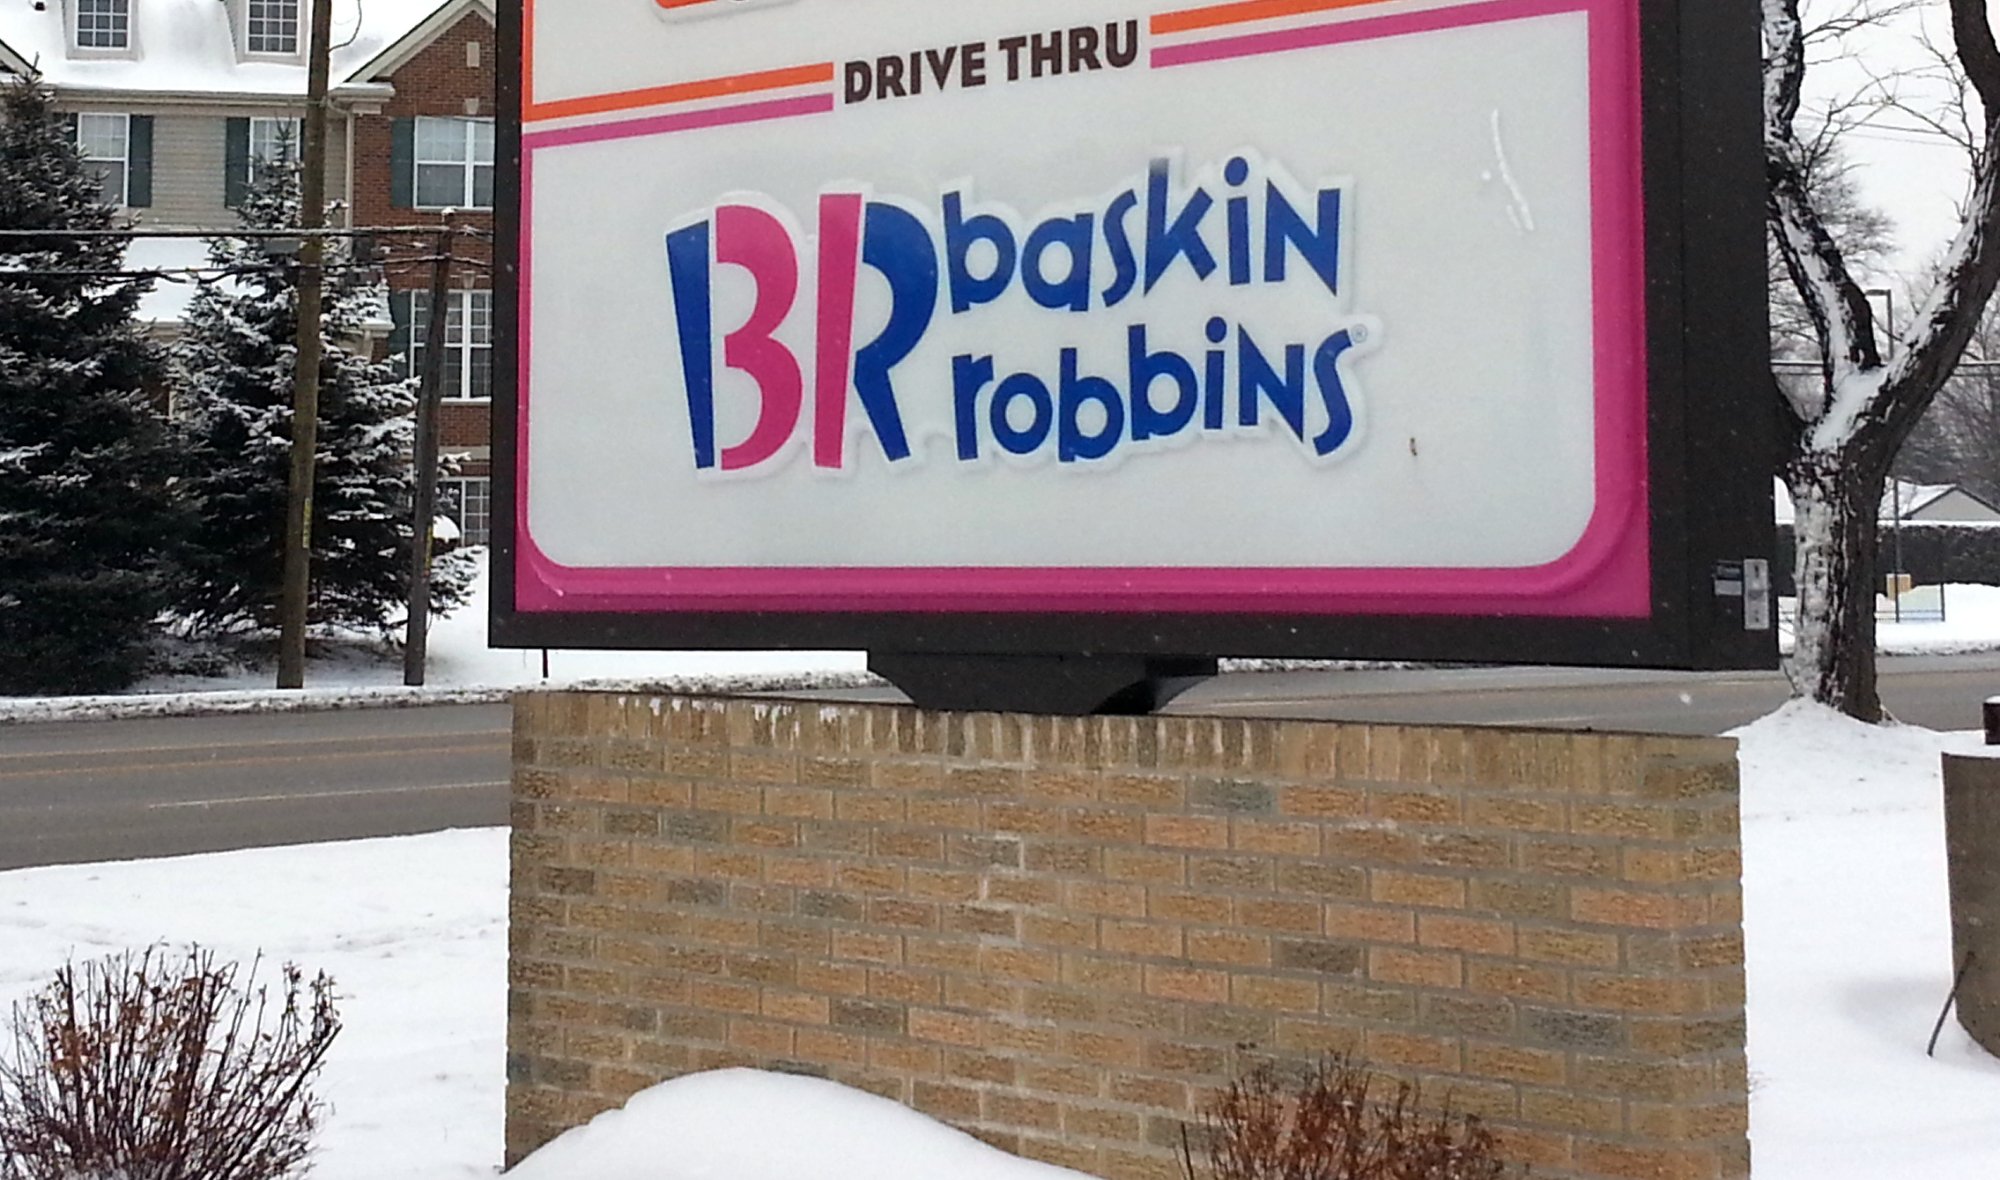 DRIVE THRU
BR baskin
robbins®